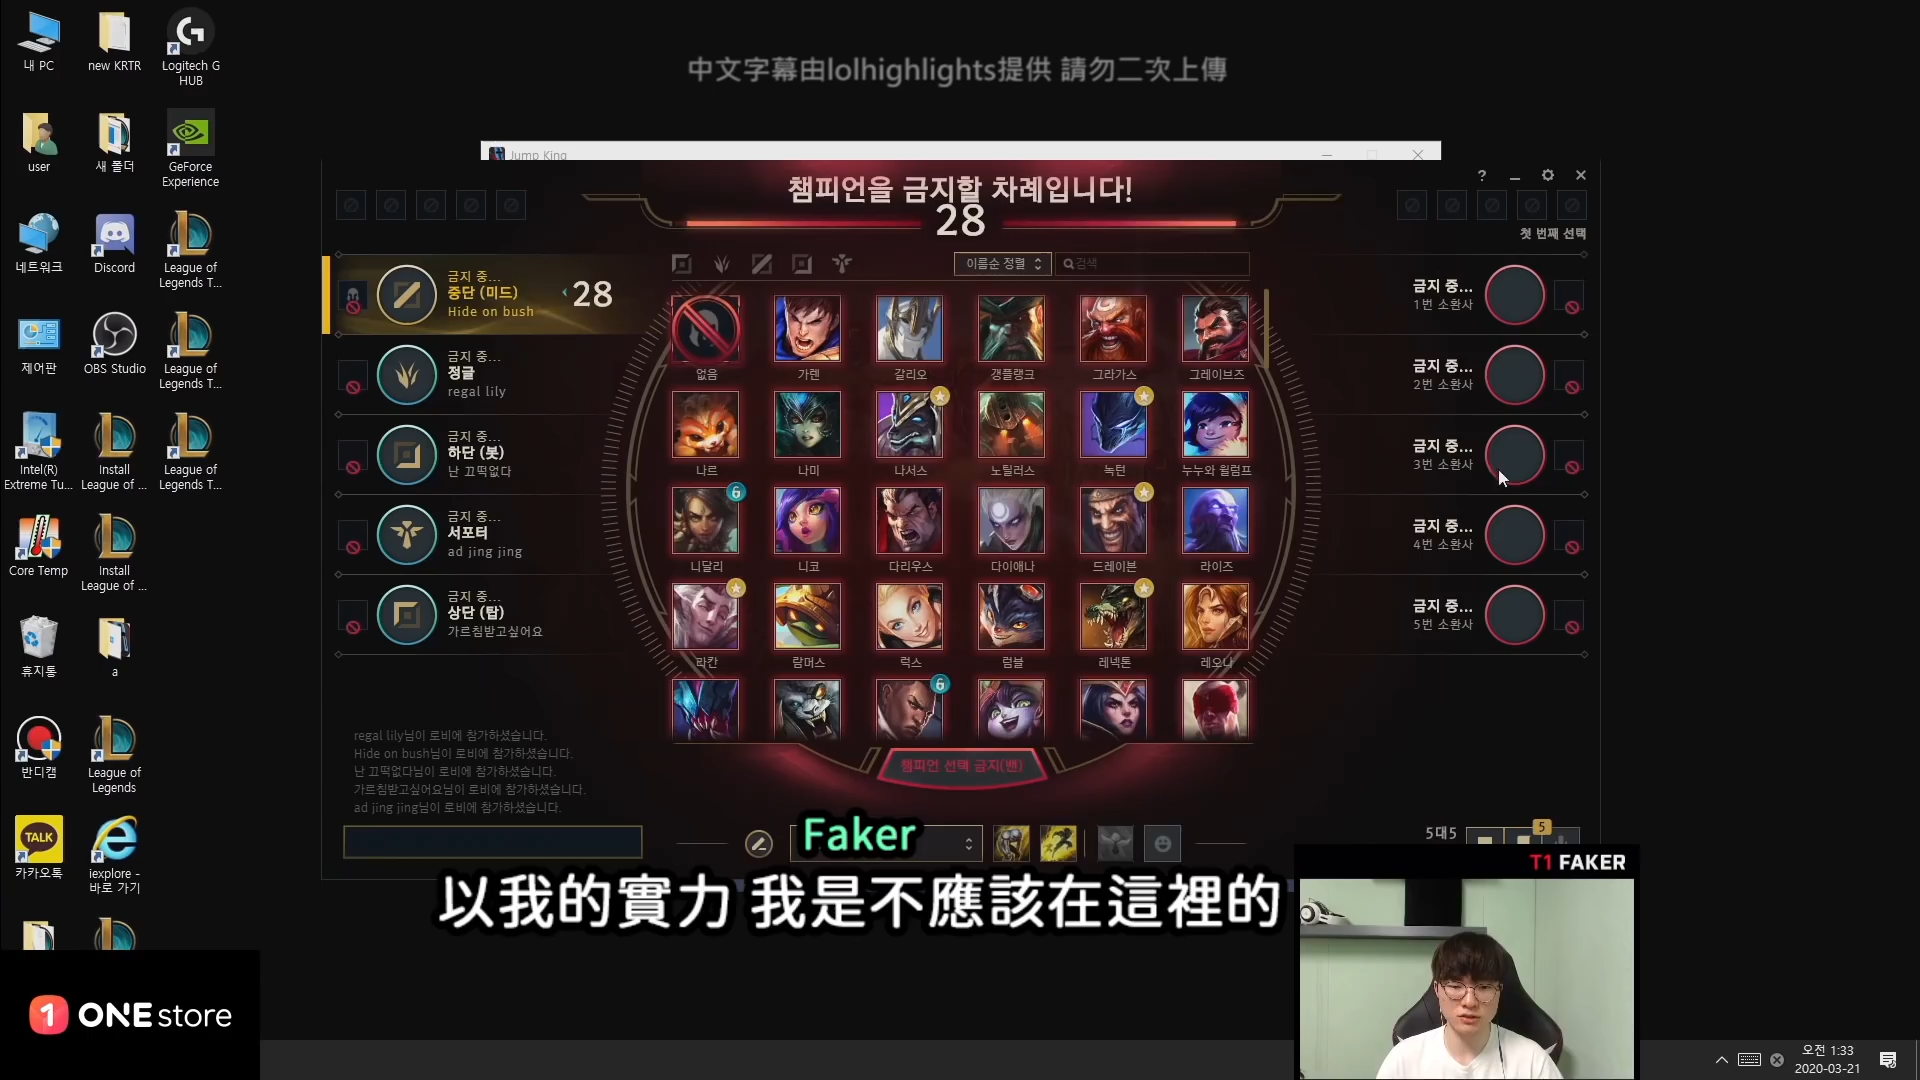 내 PC
new KRTR
Logitech G HUB
user
새 폴더
GeForce Experience
네트워크
Discord
League of Legends T...
제어판
OBS Studio
League of Legends T...
Intel(R) Extreme Tu...
Install League of ...
League of Legends T...
Core Temp
Install League of ...
휴지통
a
반디캠
League of Legends
TALK
카카오톡
iexplore - 바로 가기
中文字幕由lolhighlights提供 請勿二次上傳
Jump King
챔피언을 금지할 차례입니다!
28
첫 번째 선택
이름순 정렬
검색
금지 중...
중단 (미드)
Hide on bush
28
금지 중...
정글
regal lily
금지 중...
하단 (봇)
난 끄떡없다
금지 중...
서포터
ad jing jing
금지 중...
상단 (탑)
가르침받고싶어요
없음 가렌 갈리오 갱플랭크 그라가스 그레이브즈
나르 나미 나서스 노틸러스 녹턴 누누와 윌럼프
니달리 니코 다리우스 다이애나 드레이븐 라이즈
라칸 람머스 럭스 럼블 레넥톤 레오나
금지 중...
1번 소환사
금지 중...
2번 소환사
금지 중...
3번 소환사
금지 중...
4번 소환사
금지 중...
5번 소환사
regal lily님이 로비에 참가하셨습니다.
Hide on bush님이 로비에 참가하셨습니다.
난 끄떡없다님이 로비에 참가하셨습니다.
가르침받고싶어요님이 로비에 참가하셨습니다.
ad jing jing님이 로비에 참가하셨습니다.
챔피언 선택 금지(밴)
5대5
5
Faker
以我的實力 我是不應該在這裡的
T1 FAKER
1 ONE store
오전 1:33
2020-03-21